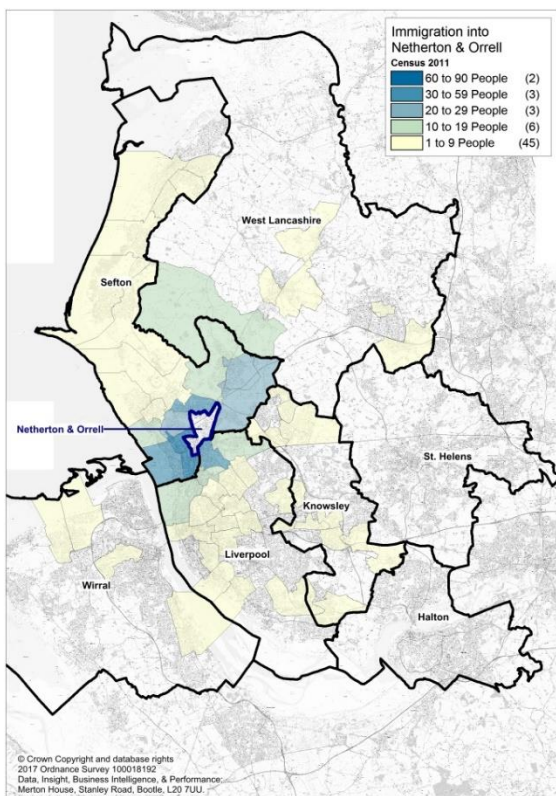 Immigration into
Netherton & Orrell
Census 2011
60 to 90 People (2)
30 to 59 People (3)
20 to 29 People (3)
10 to 19 People (6)
1 to 9 People (45)
West Lancashire
Sefton
Netherton & Orrell
St. Helens
Knowsley
Liverpool
Wirral
Halton
© Crown Copyright and database rights
2017 Ordnance Survey 100018192
Data, Insight, Business Intelligence, & Performance:
Merton House, Stanley Road, Bootle, L20 7UU.